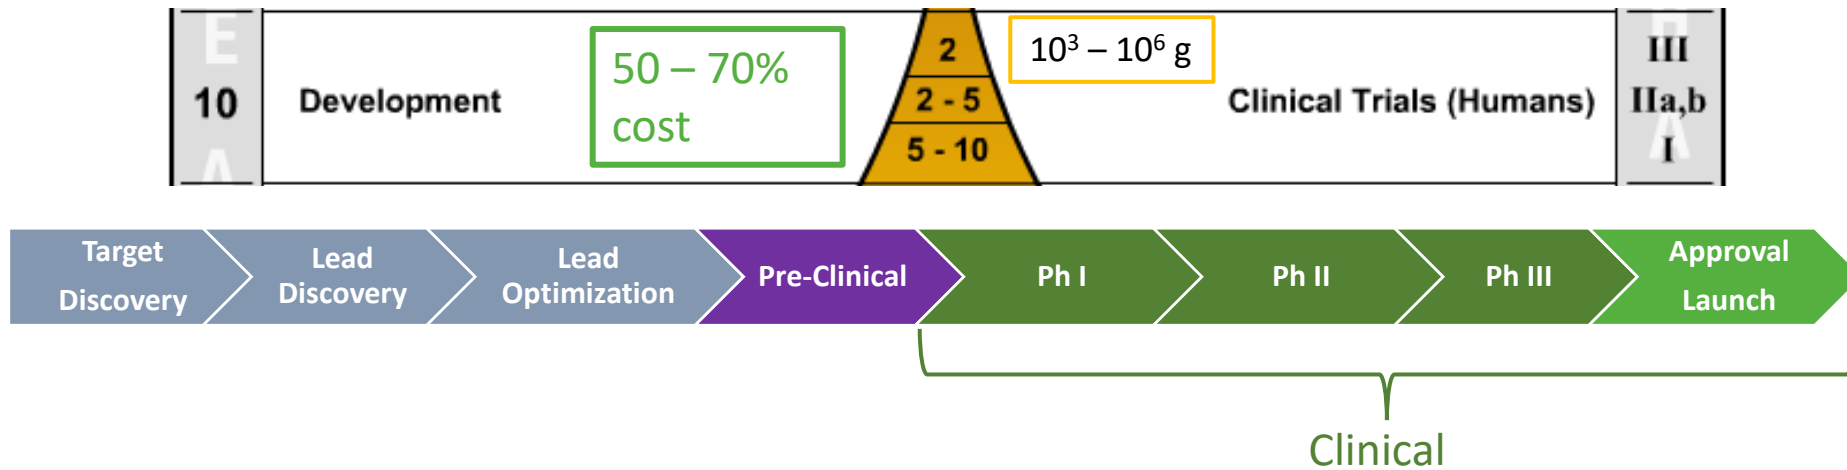 E
10
A
Development
50 – 70%
cost
2
2 - 5
5 - 10
10³ – 10⁶ g
Clinical Trials (Humans)
III
IIa,b
I
A
Target
Discovery
Lead
Discovery
Lead
Optimization
Pre-Clinical
Ph I
Ph II
Ph III
Approval
Launch
Clinical